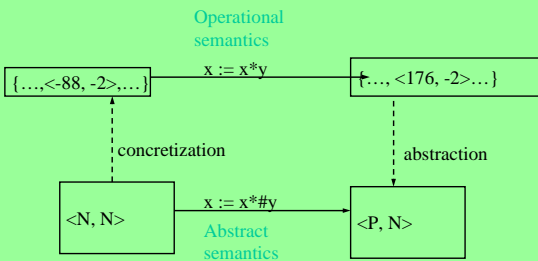 Operational
semantics
x := x*y
{…,<-88, -2>,…}
{…, <176, -2>…}
concretization
abstraction
x := x*#y
<N, N>
<P, N>
Abstract
semantics